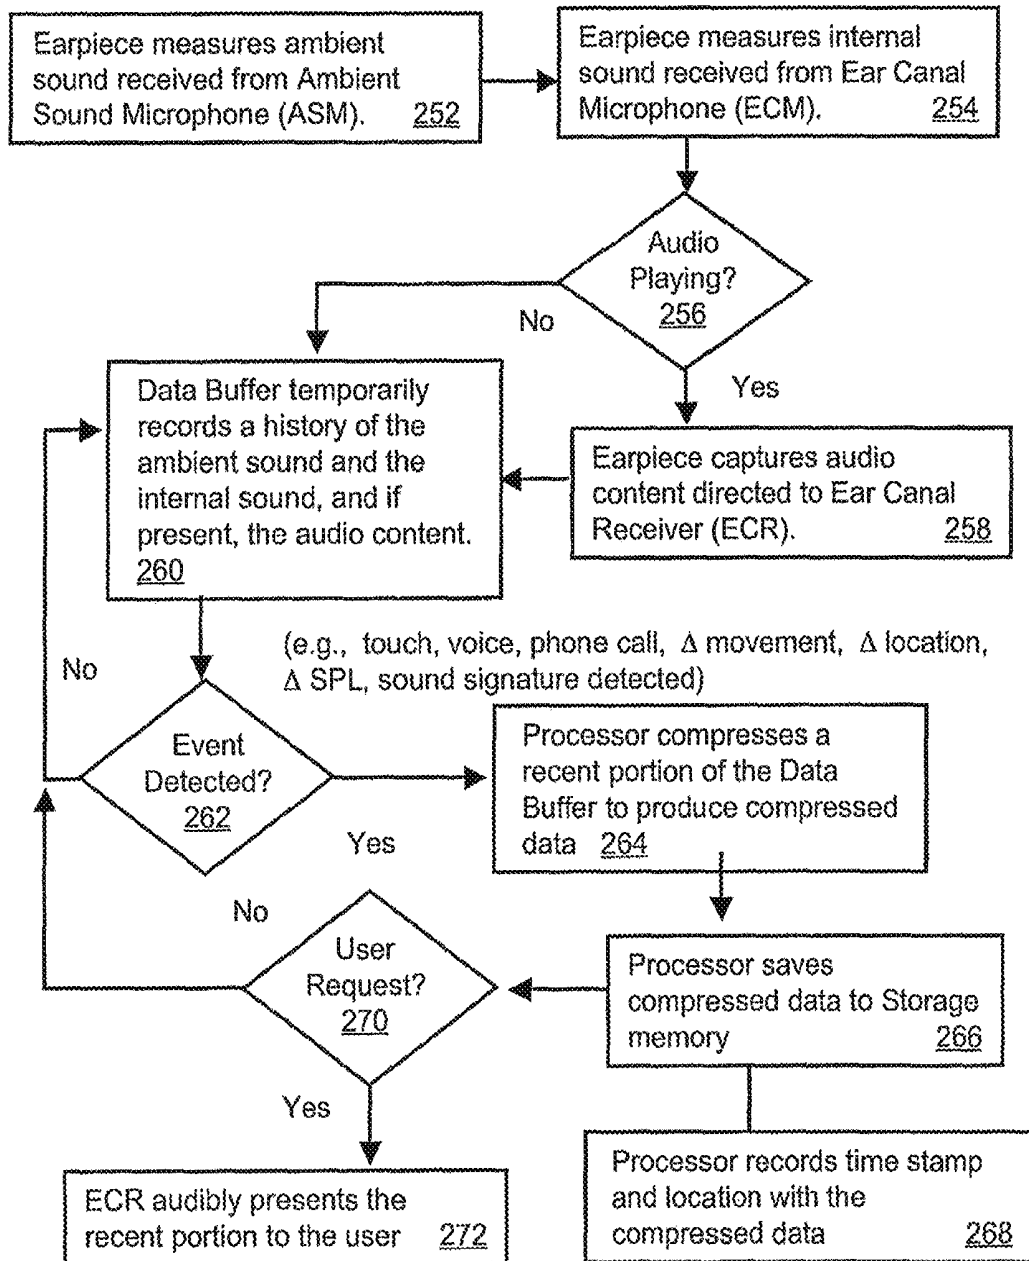 Earpiece measures ambient
sound received from Ambient
Sound Microphone (ASM). 252
Earpiece measures internal
sound received from Ear Canal
Microphone (ECM). 254
Audio
Playing?
256
No
Yes
Data Buffer temporarily
records a history of the
ambient sound and the
internal sound, and if
present, the audio content.
260
Earpiece captures audio
content directed to Ear Canal
Receiver (ECR). 258
(e.g., touch, voice, phone call, Δ movement, Δ location,
Δ SPL, sound signature detected)
No
Event
Detected?
262
Yes
Processor compresses a
recent portion of the Data
Buffer to produce compressed
data 264
No
User
Request?
270
Yes
Processor saves
compressed data to Storage
memory 266
ECR audibly presents the
recent portion to the user 272
Processor records time stamp
and location with the
compressed data 268